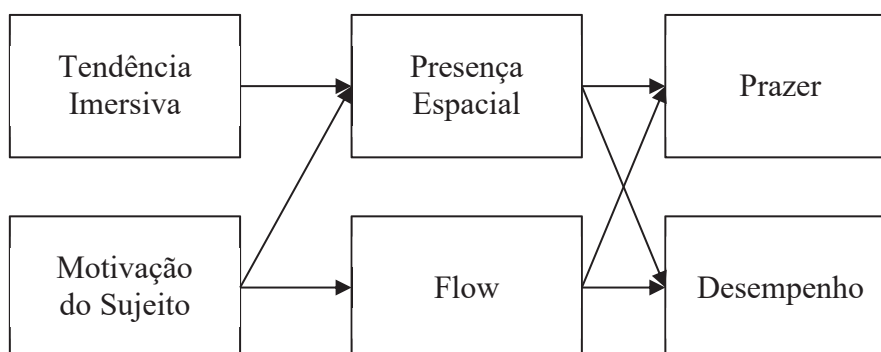 Tendência
Imersiva
Presença
Espacial
Prazer
Motivação
do Sujeito
Flow
Desempenho